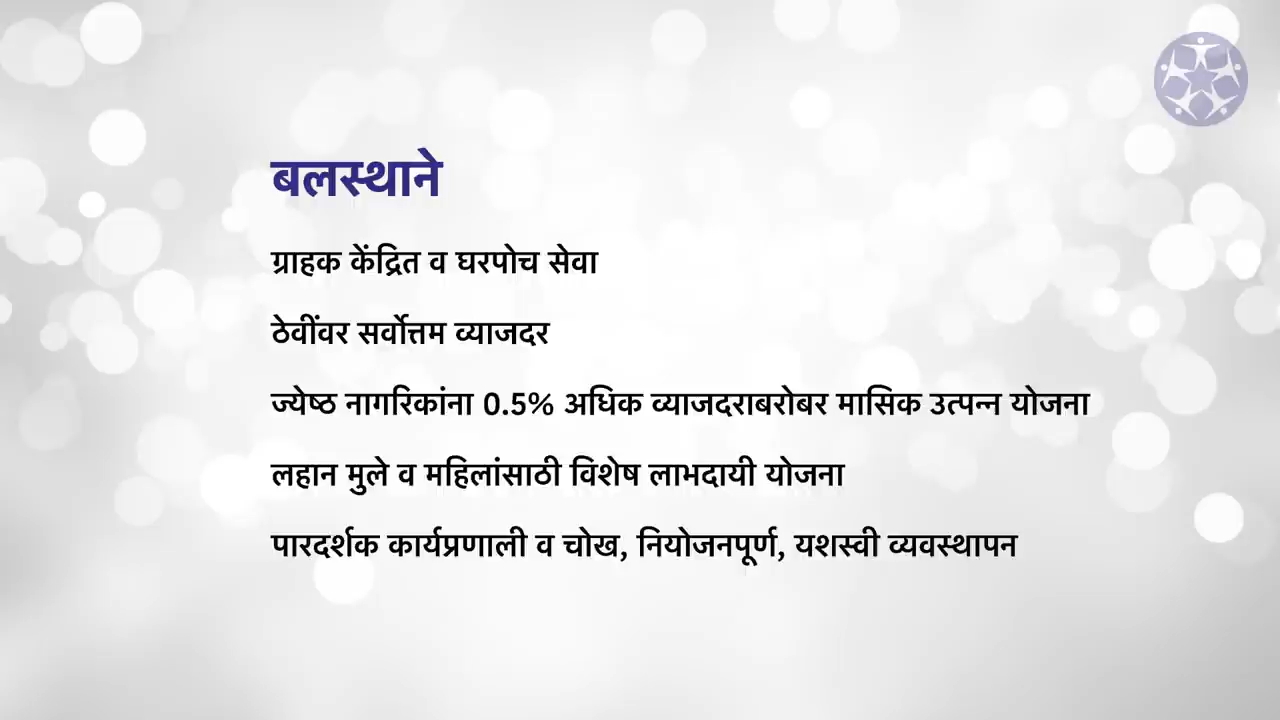 बलस्थाने
ग्राहक केंद्रित व घरपोच सेवा
ठेवींवर सर्वोत्तम व्याजदर
ज्येष्ठ नागरिकांना 0.5% अधिक व्याजदराबरोबर मासिक उत्पन्न योजना
लहान मुले व महिलांसाठी विशेष लाभदायी योजना
पारदर्शक कार्यप्रणाली व चोख, नियोजनपूर्ण, यशस्वी व्यवस्थापन